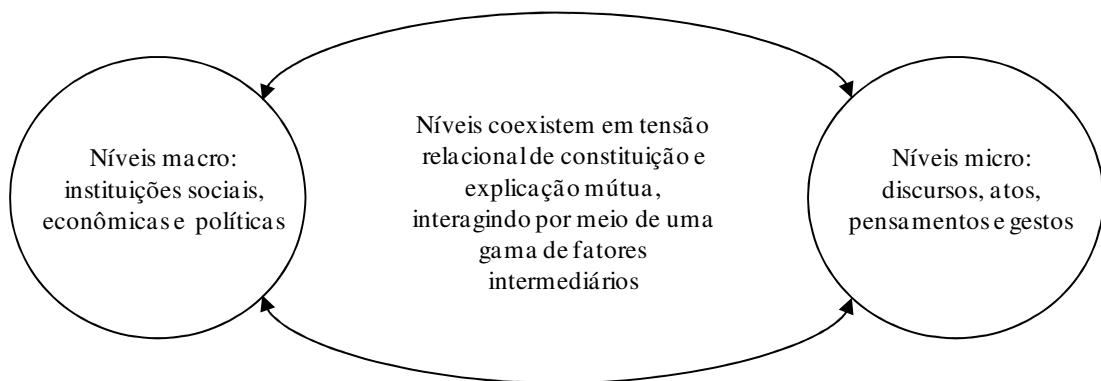 Níveis macro:
instituições sociais,
econômicas e políticas
Níveis coexistem em tensão
relacional de constituição e
explicação mútua,
interagindo por meio de uma
gama de fatores
intermediários
Níveis micro:
discursos, atos,
pensamentos e gestos